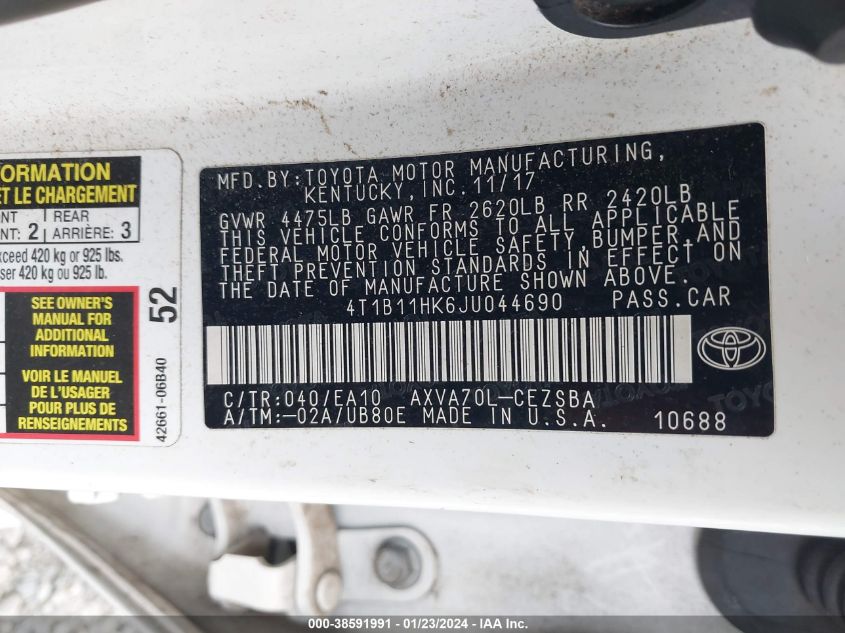 MFD.BY:TOYOTA MOTOR MANUFACTURING,
KENTUCKY, INC. 11/17
GVWR 4475LB GAWR FR 2620LB RR 2420LB
THIS VEHICLE CONFORMS TO ALL APPLICABLE
FEDERAL MOTOR VEHICLE SAFETY, BUMPER, AND
THEFT PREVENTION STANDARDS IN EFFECT ON
THE DATE OF MANUFACTURE SHOWN ABOVE.
4T1B11HK6JU044690 PASS.CAR
C/TR:040/EA10 AXVA70L-CEZSBA
A/TM:-02A/UB80E MADE IN U.S.A. 10688
FORMATION
ET LE CHARGEMENT
NT REAR
NT: 2 ARRIÈRE: 3
xceed 420 kg or 925 lbs.
ser 420 kg ou 925 lb.
SEE OWNER'S
MANUAL FOR
ADDITIONAL
INFORMATION
VOIR LE MANUEL
DE L'USAGER
POUR PLUS DE
RENSEIGNEMENTS
52
42661-06B40
000-38591991 - 01/23/2024 - IAA Inc.